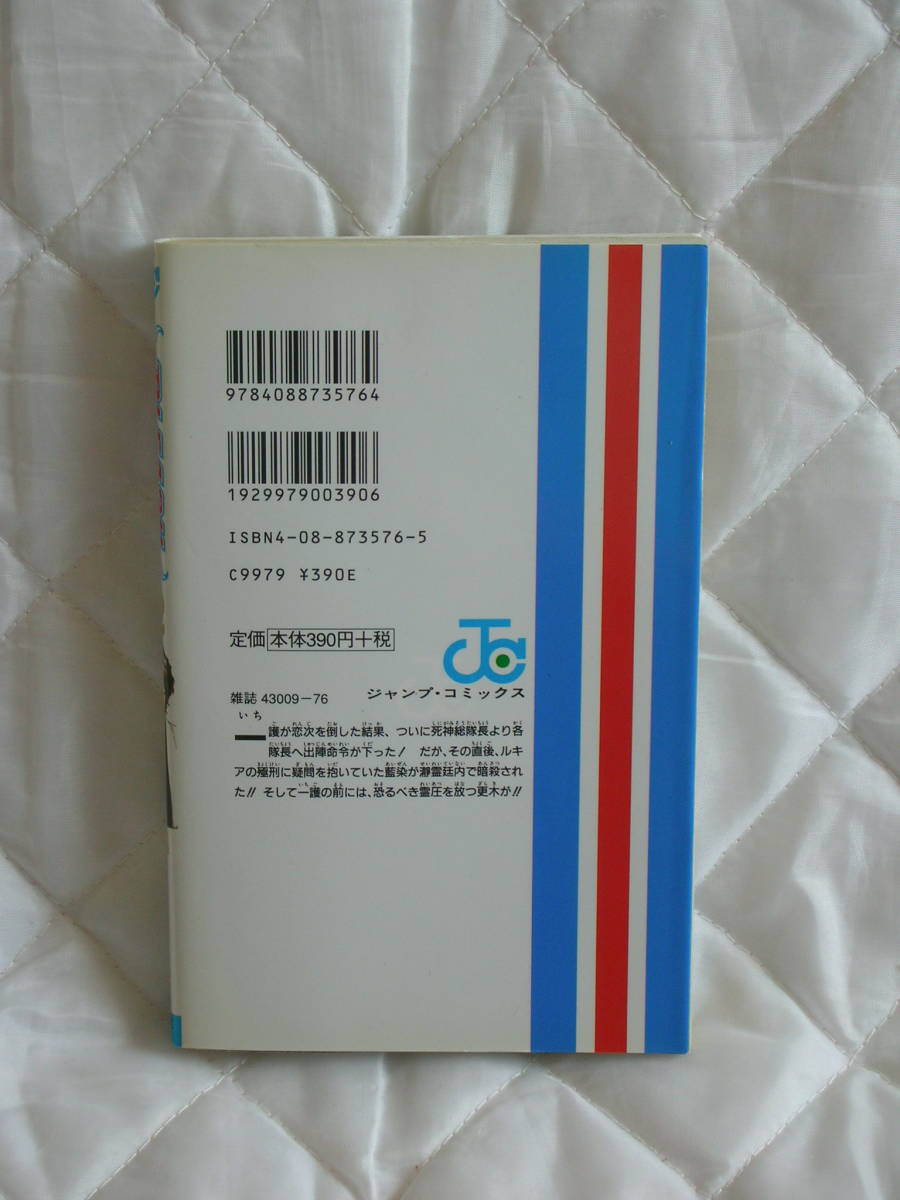 9784088735764
1929979003906
ISBN4-08-873576-5
C9979 ¥390E
定価 本体390円+税
ジャンプ・コミックス
雑誌 43009-76
一護が恋次を倒した結果、ついに死神総隊長より各
隊長へ出陣命令が下った! だが、その直後、ルキ
アの殛刑に疑問を抱いていた藍染が瀞霊廷内で暗殺され
た!! そして一護の前には、恐るべき霊圧を放つ更木が!!